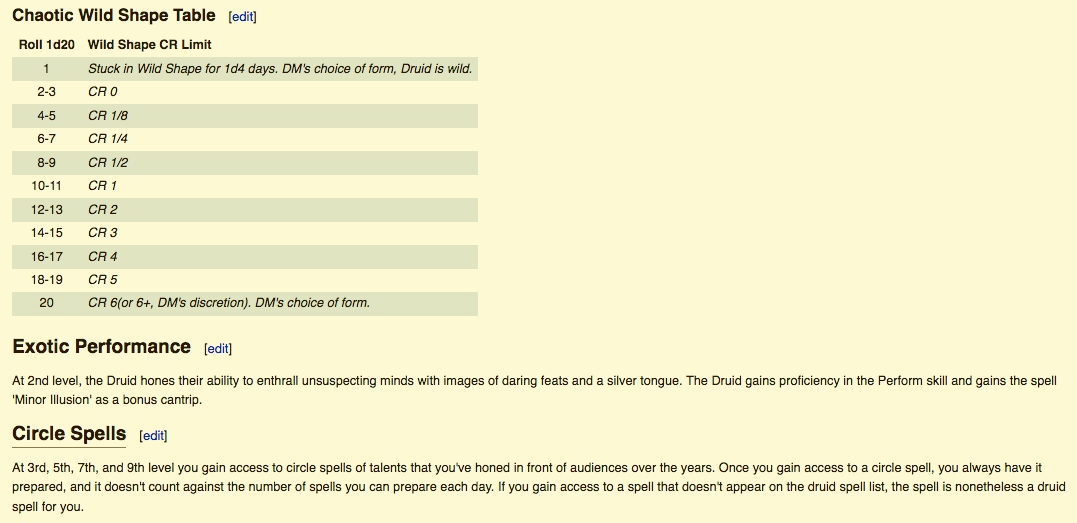 Chaotic Wild Shape Table [edit]
Roll 1d20 Wild Shape CR Limit
1 Stuck in Wild Shape for 1d4 days. DM's choice of form, Druid is wild.
2-3 CR 0
4-5 CR 1/8
6-7 CR 1/4
8-9 CR 1/2
10-11 CR 1
12-13 CR 2
14-15 CR 3
16-17 CR 4
18-19 CR 5
20 CR 6(or 6+, DM's discretion). DM's choice of form.
Exotic Performance [edit]
At 2nd level, the Druid hones their ability to enthrall unsuspecting minds with images of daring feats and a silver tongue. The Druid gains proficiency in the Perform skill and gains the spell
'Minor Illusion' as a bonus cantrip.
Circle Spells [edit]
At 3rd, 5th, 7th, and 9th level you gain access to circle spells of talents that you've honed in front of audiences over the years. Once you gain access to a circle spell, you always have it
prepared, and it doesn't count against the number of spells you can prepare each day. If you gain access to a spell that doesn't appear on the druid spell list, the spell is nonetheless a druid
spell for you.